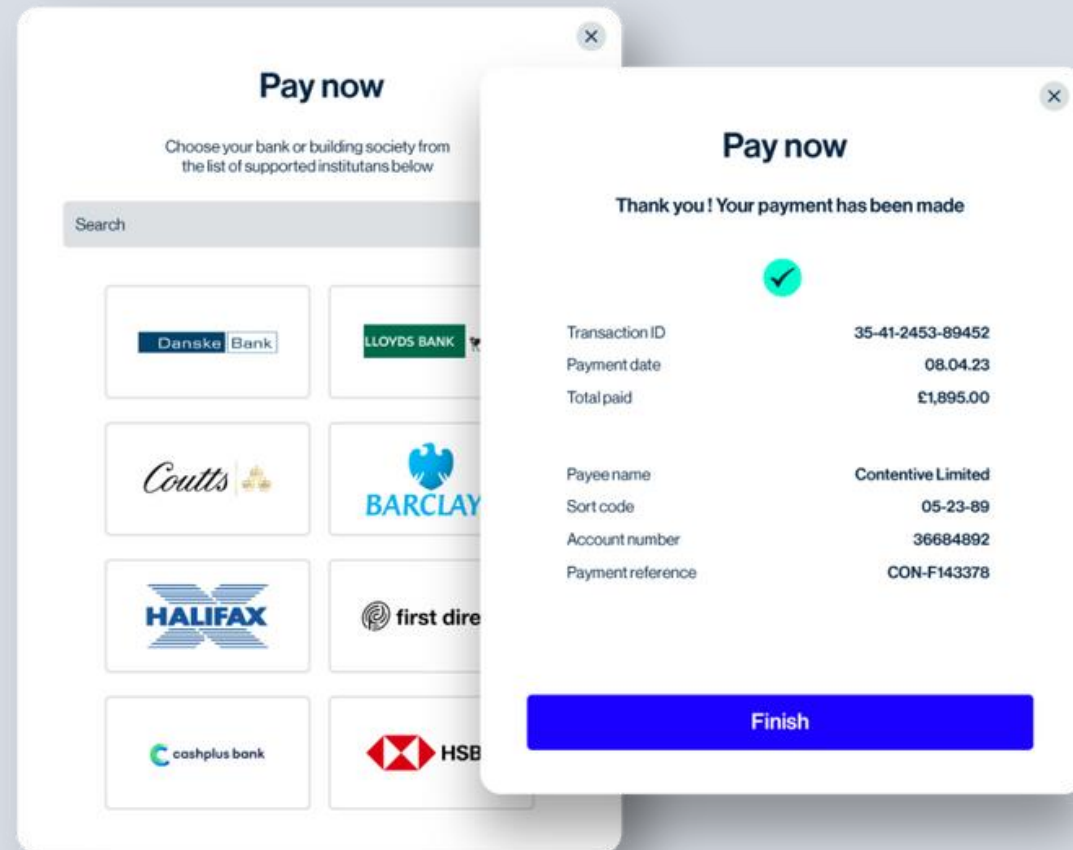 Pay now
Choose your bank or building society from
the list of supported institutans below
Search
Danske Bank
LLOYDS BANK
Coutts
BARCLAY
HALIFAX
first dire
cashplus bank
HSB
Pay now
Thank you ! Your payment has been made
Transaction ID 35-41-2453-89452
Payment date 08.04.23
Total paid £1,895.00
Payee name Contentive Limited
Sort code 05-23-89
Account number 36684892
Payment reference CON-F143378
Finish